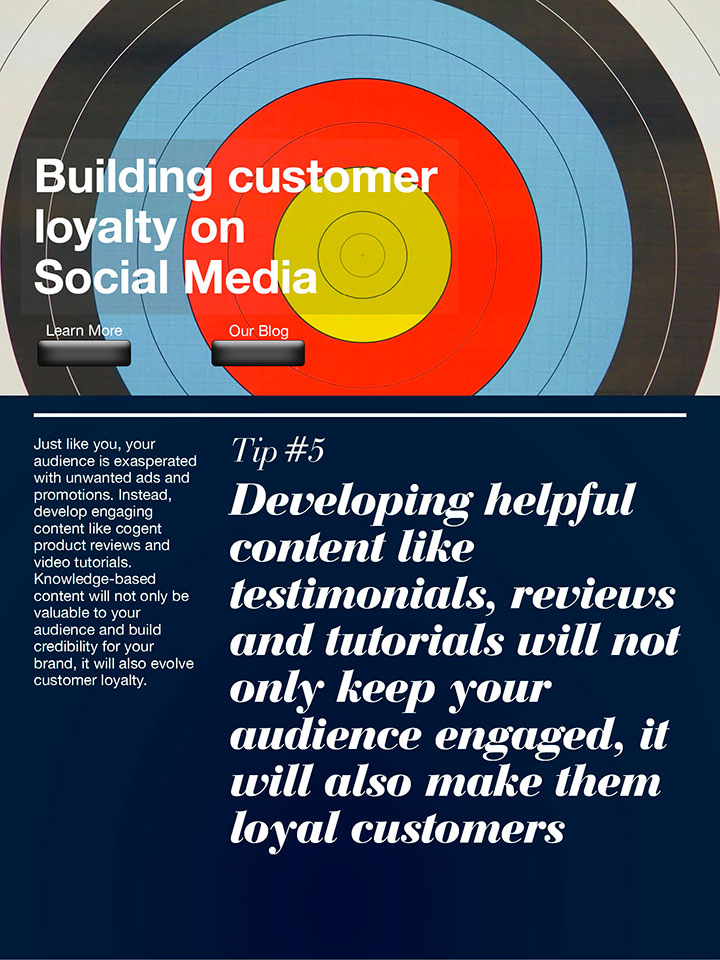 Building customer
loyalty on
Social Media
Learn More
Our Blog
Just like you, your
audience is exasperated
with unwanted ads and
promotions. Instead,
develop engaging
content like cogent
product reviews and
video tutorials.
Knowledge-based
content will not only be
valuable to your
audience and build
credibility for your
brand, it will also evolve
customer loyalty.
Tip #5
Developing helpful
content like
testimonials, reviews
and tutorials will not
only keep your
audience engaged, it
will also make them
loyal customers